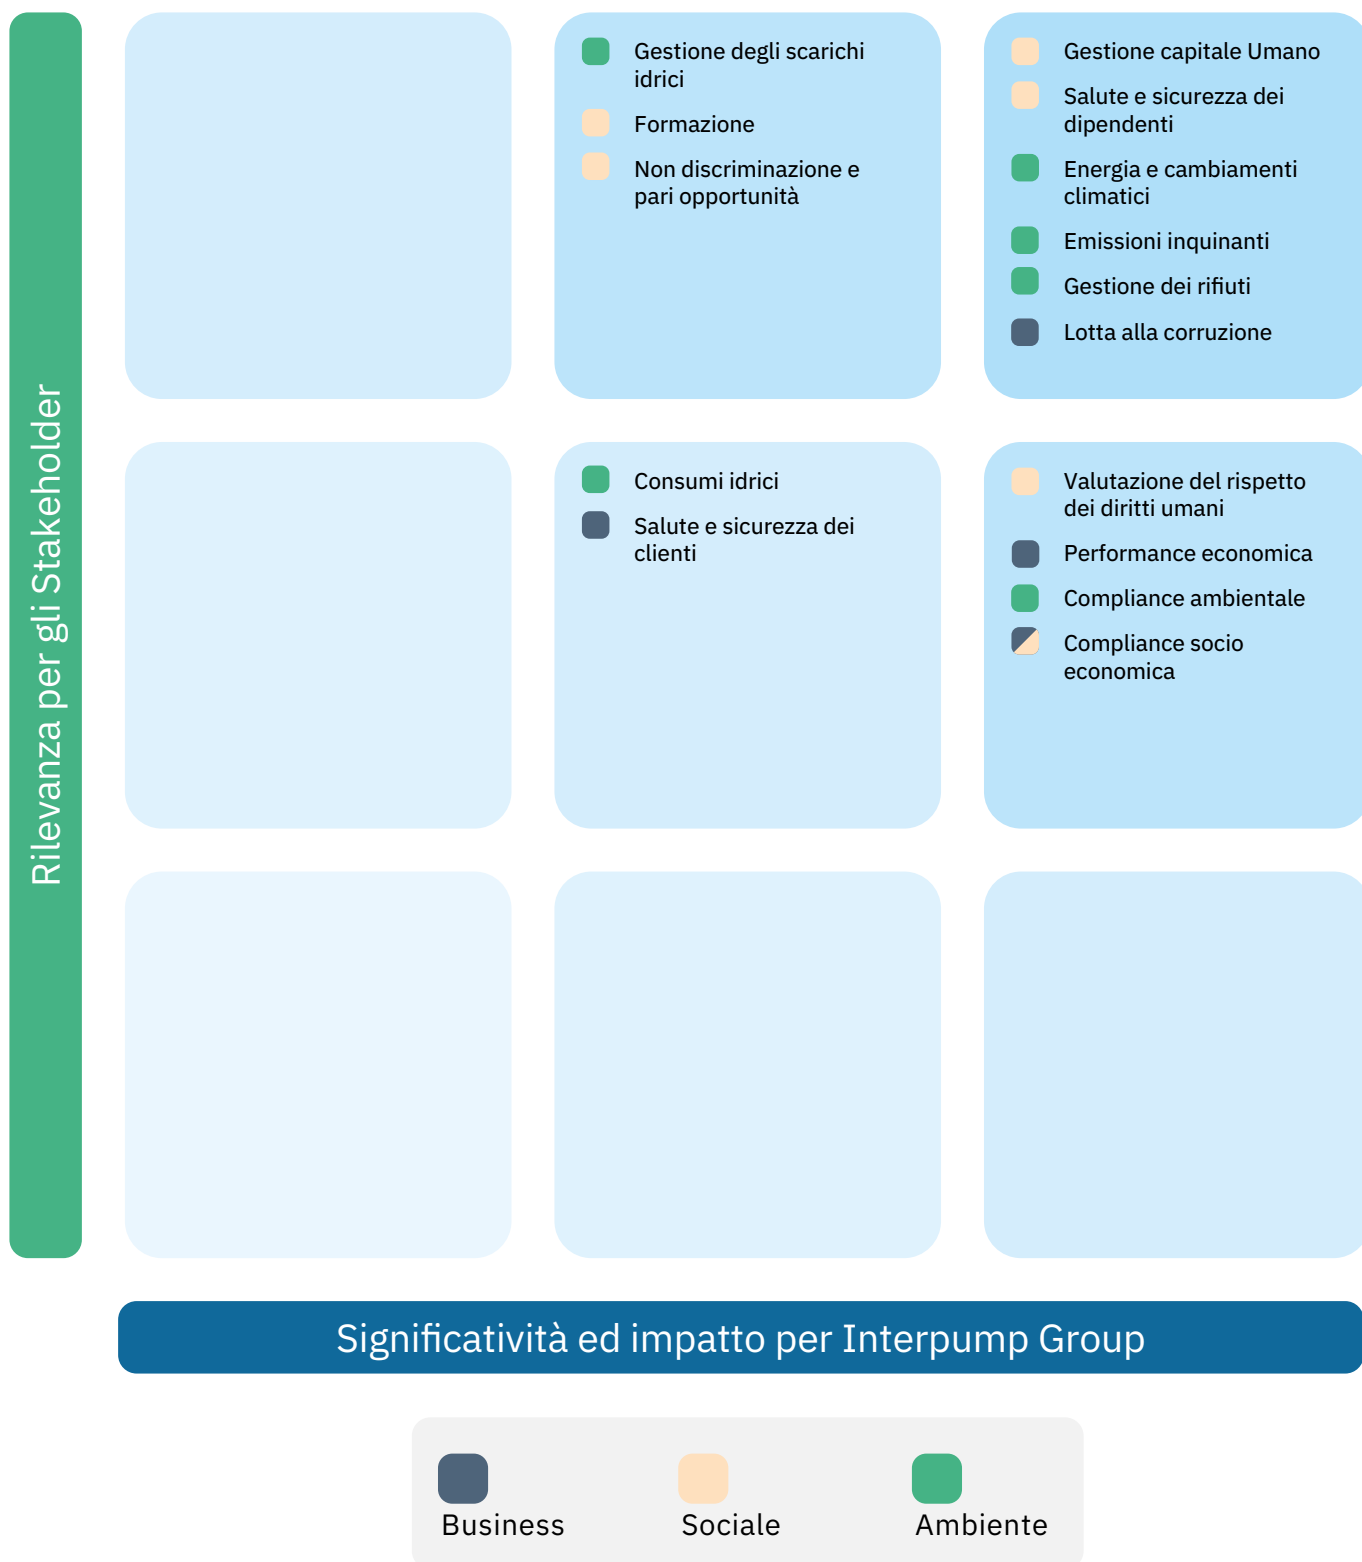 Rilevanza per gli Stakeholder
Gestione degli scarichi
idrici
Formazione
Non discriminazione e
pari opportunità
Gestione capitale Umano
Salute e sicurezza dei
dipendenti
Energia e cambiamenti
climatici
Emissioni inquinanti
Gestione dei rifiuti
Lotta alla corruzione
Consumi idrici
Salute e sicurezza dei
clienti
Valutazione del rispetto
dei diritti umani
Performance economica
Compliance ambientale
Compliance socio
economica
Significatività ed impatto per Interpump Group
Business
Sociale
Ambiente